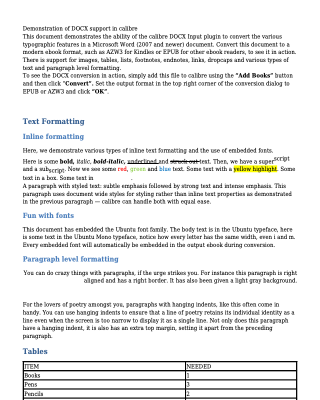 Demonstration of DOCX support in calibre
This document demonstrates the ability of the calibre DOCX Input plugin to convert the various
typographic features in a Microsoft Word (2007 and newer) document. Convert this document to a
modern ebook format, such as AZW3 for Kindles or EPUB for other ebook readers, to see it in action.
There is support for images, tables, lists, footnotes, endnotes, links, dropcaps and various types of
text and paragraph level formatting.
To see the DOCX conversion in action, simply add this file to calibre using the “Add Books” button
and then click “Convert”. Set the output format in the top right corner of the conversion dialog to
EPUB or AZW3 and click “OK”.
Text Formatting
Inline formatting
Here, we demonstrate various types of inline text formatting and the use of embedded fonts.
Here is some bold, italic, bold-italic, underlined and struck out text. Then, we have a superscript
and a subscript. Now we see some red, green and blue text. Some text with a yellow highlight. Some
text in a box. Some text in .
A paragraph with styled text: subtle emphasis followed by strong text and intense emphasis. This
paragraph uses document wide styles for styling rather than inline text properties as demonstrated
in the previous paragraph — calibre can handle both with equal ease.
Fun with fonts
This document has embedded the Ubuntu font family. The body text is in the Ubuntu typeface, here
is some text in the Ubuntu Mono typeface, notice how every letter has the same width, even i and m.
Every embedded font will automatically be embedded in the output ebook during conversion.
Paragraph level formatting
You can do crazy things with paragraphs, if the urge strikes you. For instance this paragraph is right
aligned and has a right border. It has also been given a light gray background.
For the lovers of poetry amongst you, paragraphs with hanging indents, like this often come in
handy. You can use hanging indents to ensure that a line of poetry retains its individual identity as a
line even when the screen is too narrow to display it as a single line. Not only does this paragraph
have a hanging indent, it is also has an extra top margin, setting it apart from the preceding
paragraph.
Tables
ITEM NEEDED
Books 1
Pens 3
Pencils 2